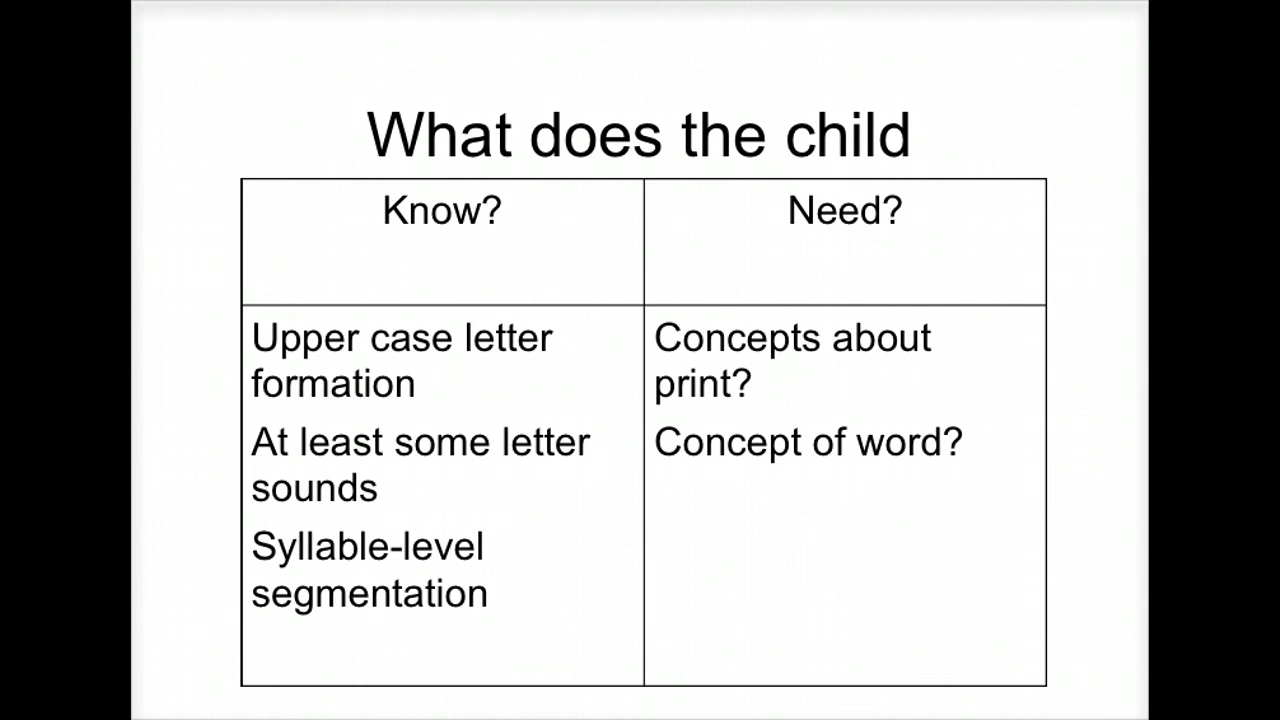 What does the child
Know?
Need?
Upper case letter
formation
At least some letter
sounds
Syllable-level
segmentation
Concepts about
print?
Concept of word?